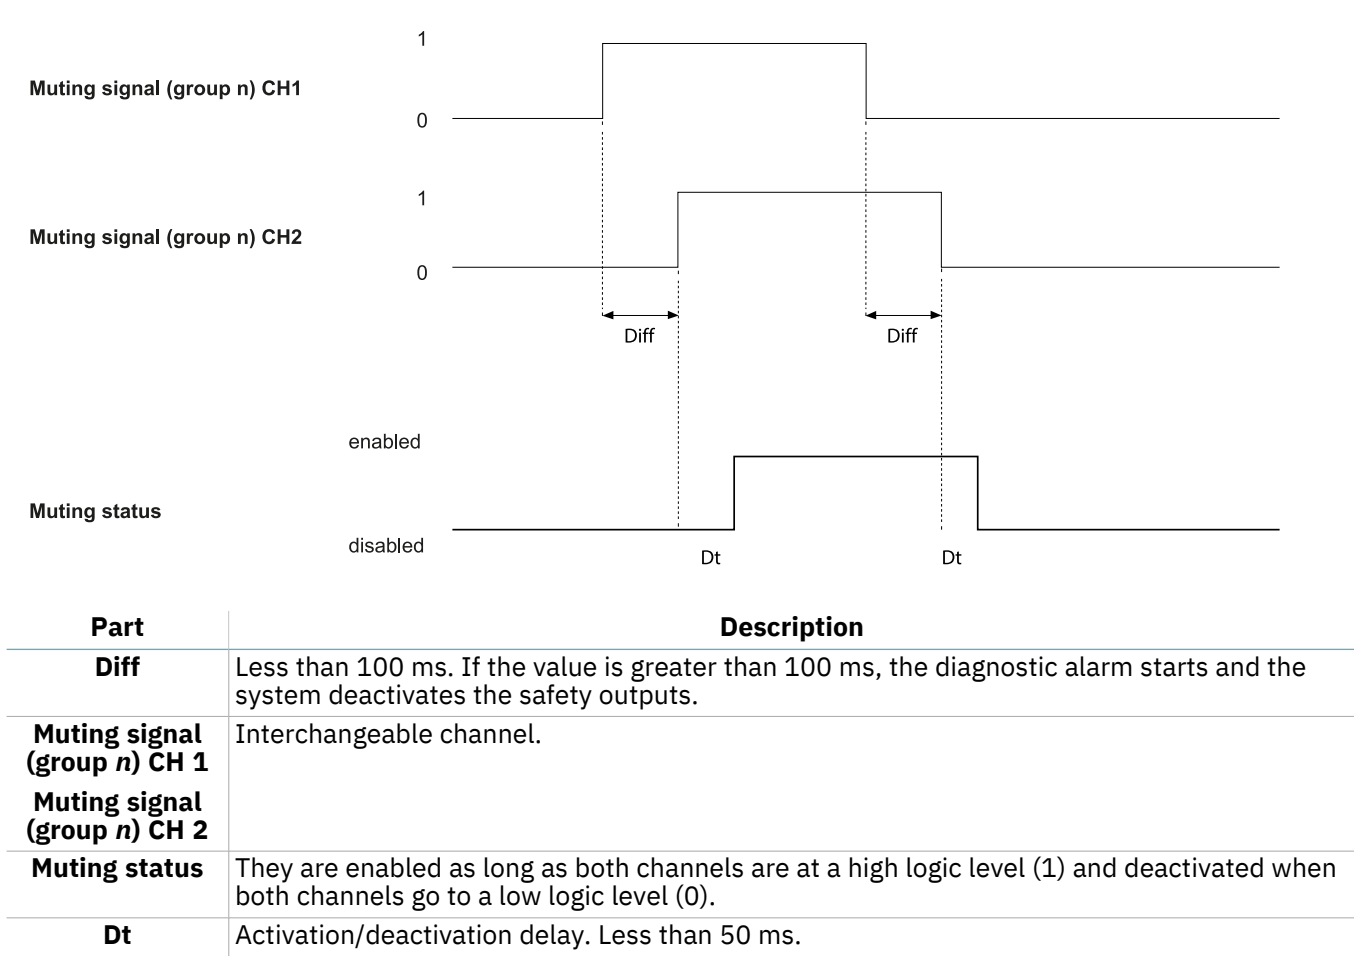 1
Muting signal (group n) CH1
0
1
Muting signal (group n) CH2
0
Diff
Diff
enabled
Muting status
disabled
Dt
Dt
Part
Description
Diff
Less than 100 ms. If the value is greater than 100 ms, the diagnostic alarm starts and the
system deactivates the safety outputs.
Muting signal
(group n) CH 1
Interchangeable channel.
Muting signal
(group n) CH 2
Muting status
They are enabled as long as both channels are at a high logic level (1) and deactivated when
both channels go to a low logic level (0).
Dt
Activation/deactivation delay. Less than 50 ms.